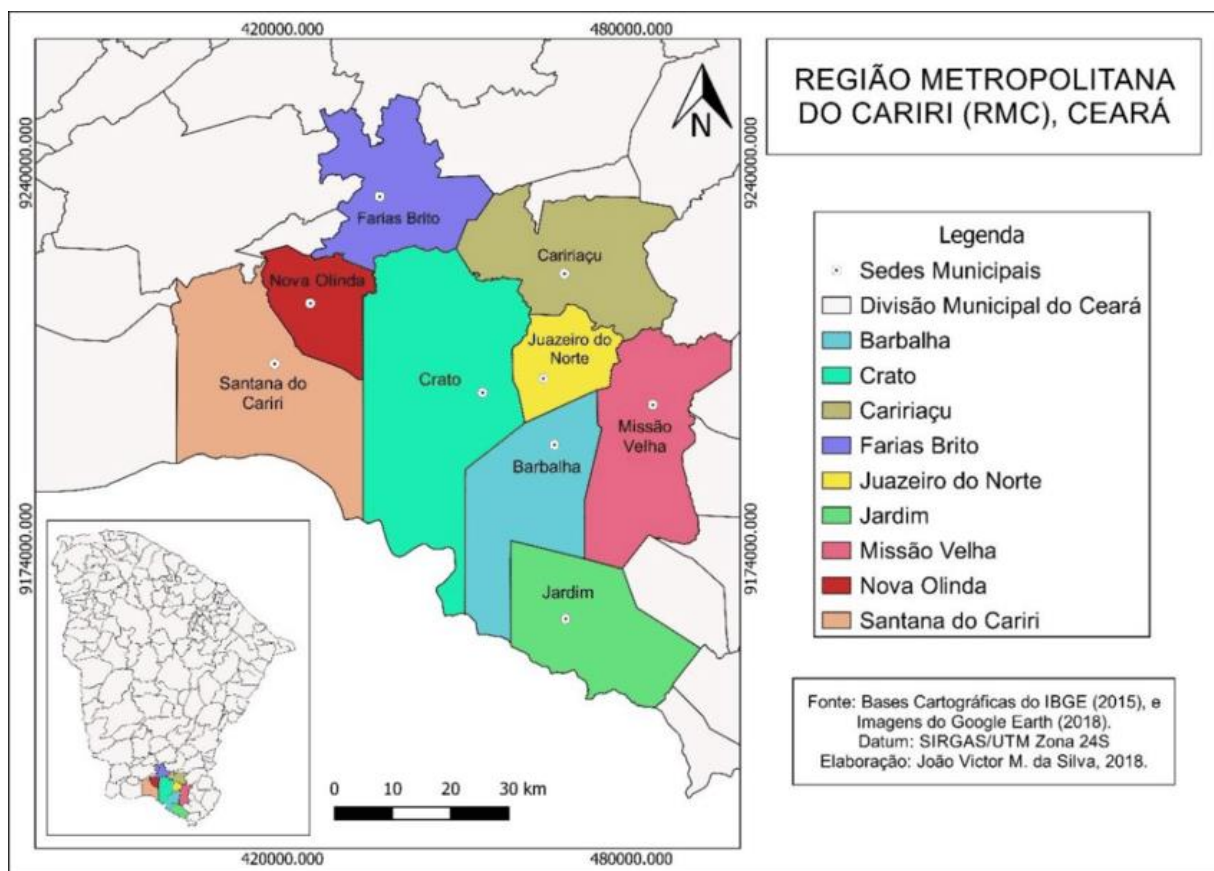 420000.000
480000.000
9240000.000
9240000.000
N
REGIÃO METROPOLITANA
DO CARIRI (RMC), CEARÁ
Farias Brito
Caririaçu
Nova Olinda
Juazeiro do
Norte
Santana do
Cariri
Crato
Missão
Velha
Barbalha
Jardim
9174000.000
9174000.000
Legenda
Sedes Municipais
Divisão Municipal do Ceará
Barbalha
Crato
Caririaçu
Farias Brito
Juazeiro do Norte
Jardim
Missão Velha
Nova Olinda
Santana do Cariri
Fonte: Bases Cartográficas do IBGE (2015), e
Imagens do Google Earth (2018).
Datum: SIRGAS/UTM Zona 24S
Elaboração: João Victor M. da Silva, 2018.
0 10 20 30 km
420000.000
480000.000